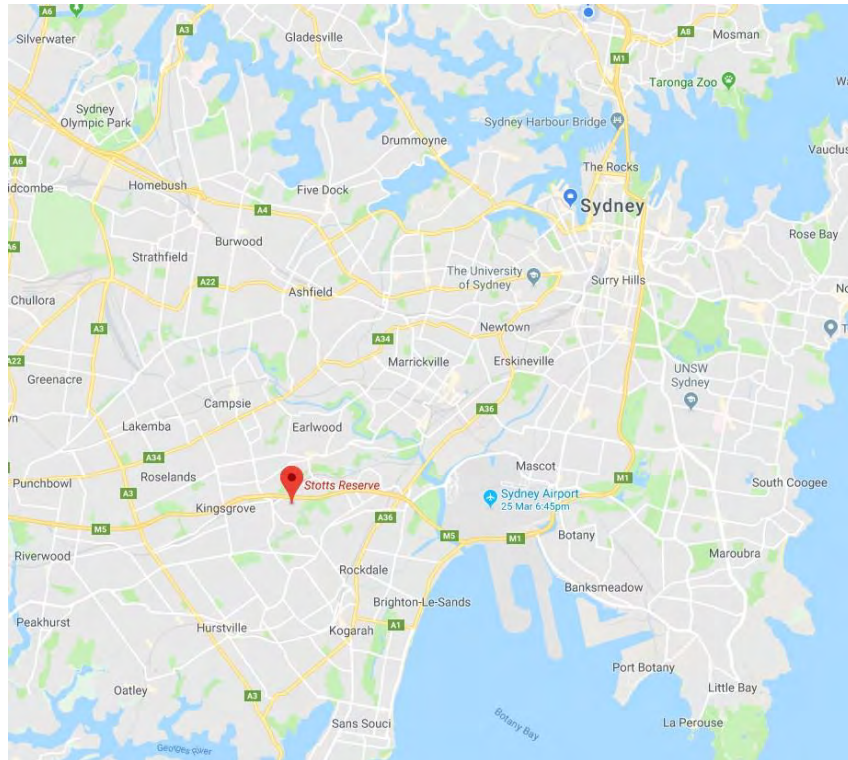 A6
A3
Gladesville
A8
Silverwater
M1
Mosman
Taronga Zoo
Sydney
Olympic Park
Sydney Harbour Bridge
Drummoyne
A6
The Rocks
Vauclus
idcombe
Homebush
Five Dock
Sydney
A4
Rose Bay
A6
Burwood
Strathfield
The University
of Sydney
Surry Hills
A22
Ashfield
Chullora
No
A3
Newtown
T
A34
A22
Marrickville
Erskineville
UNSW
Sydney
Greenacre
Campsie
A36
wn
Lakemba
Earlwood
A34
Mascot
Punchbowl
Roselands
Stotts Reserve
M1
South Coogee
A3
Sydney Airport
25 Mar 6:45pm
Kingsgrove
A36
M5
M5
M1
Botany
Riverwood
Maroubra
Rockdale
Banksmeadow
Brighton-Le-Sands
Peakhurst
Hurstville
Kogarah
A1
Port Botany
Oatley
A3
Little Bay
Sans Souci
Botany Bay
La Perouse
Georges River